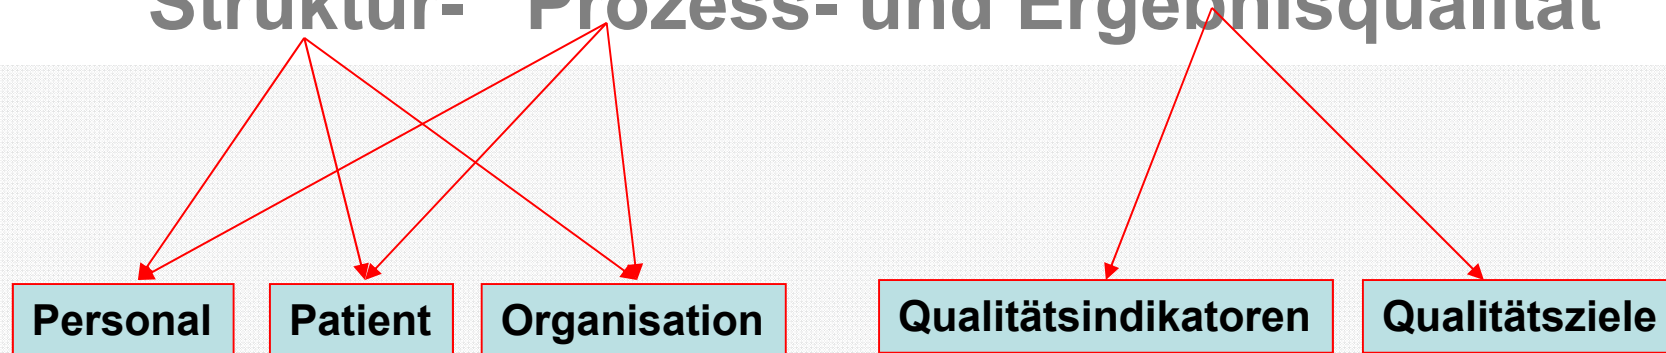 Struktur- Prozess- und Ergebnisqualität
Personal Patient Organisation Qualitätsindikatoren Qualitätsziele